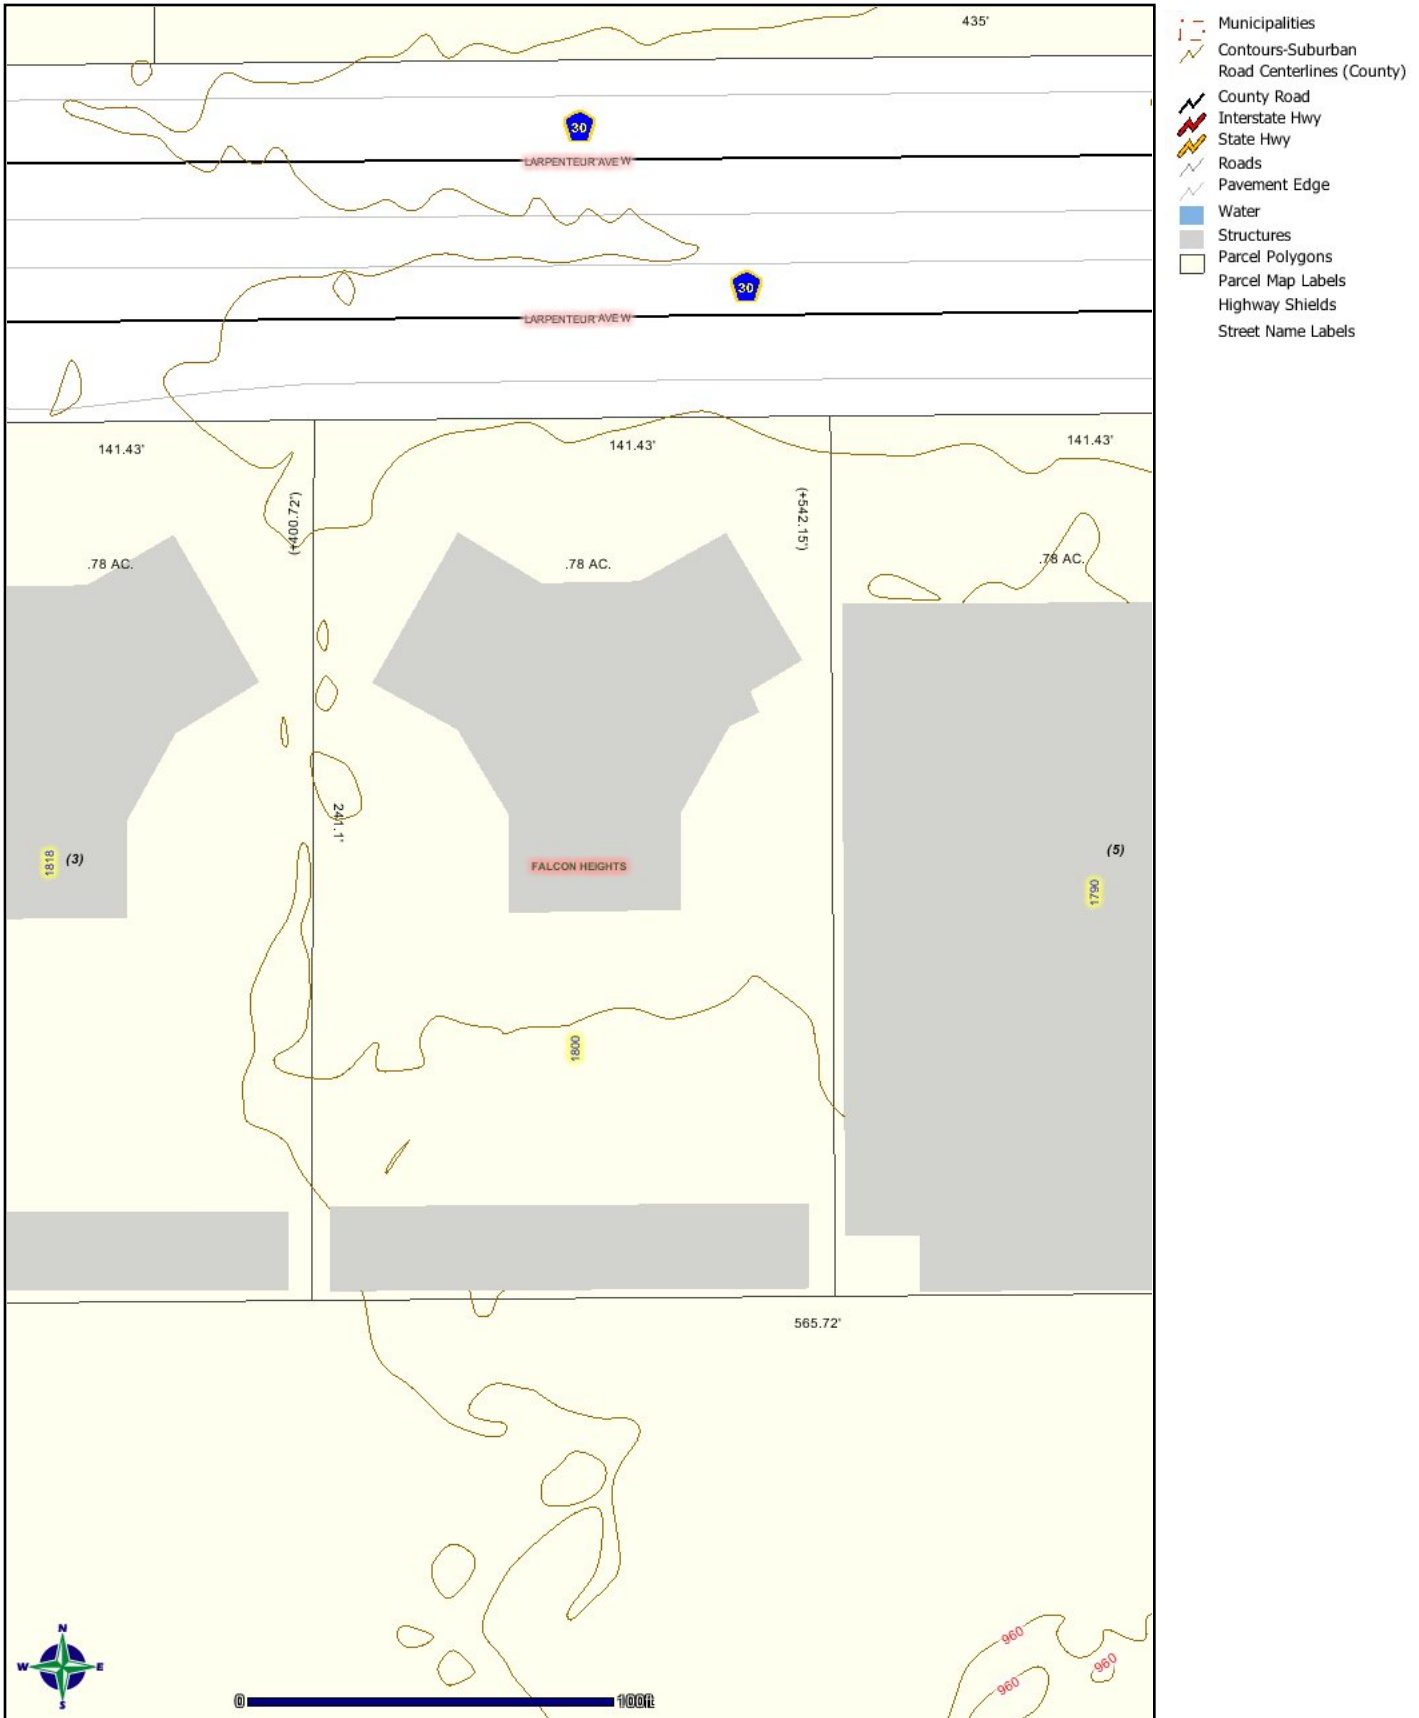 435'
30
LARPENTEUR AVE W
30
LARPENTEUR AVE W
141.43'
141.43'
141.43'
(+400.72')
(+542.15')
.78 AC.
.78 AC.
.78 AC.
241.1'
1818
(3)
FALCON HEIGHTS
(5)
1790
1800
565.72'
960
960
960
N
W
E
S
0
100ft
Municipalities
Contours-Suburban
Road Centerlines (County)
County Road
Interstate Hwy
State Hwy
Roads
Pavement Edge
Water
Structures
Parcel Polygons
Parcel Map Labels
Highway Shields
Street Name Labels